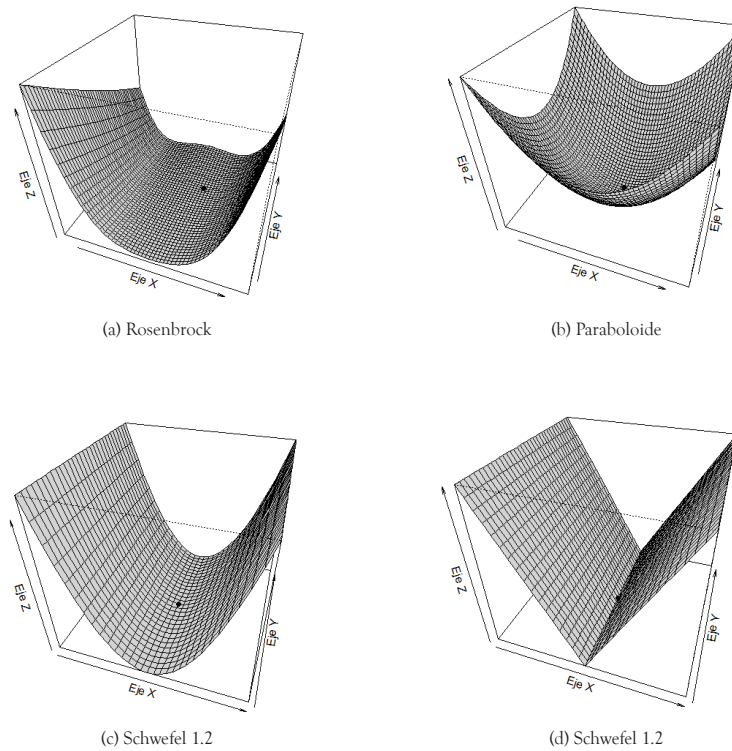 Eje Z
Eje X
Eje Y
(a) Rosenbrock
Eje Z
Eje X
Eje Y
(b) Paraboloide
Eje Z
Eje X
Eje Y
(c) Schwefel 1.2
Eje Z
Eje X
Eje Y
(d) Schwefel 1.2